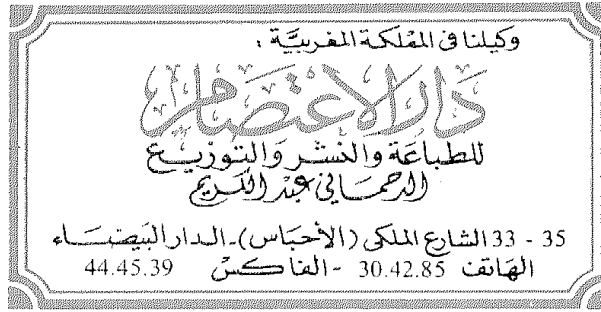 وكيلنا في المملكة المغربية :
دار الاعتصام
للطباعة والنشر والتوزيع
الرحماني عبد الكريم
33 - 35 الشارع الملكي (الأحباس) - الدار البيضاء
الهاتف 30.42.85 - الفاكس 44.45.39